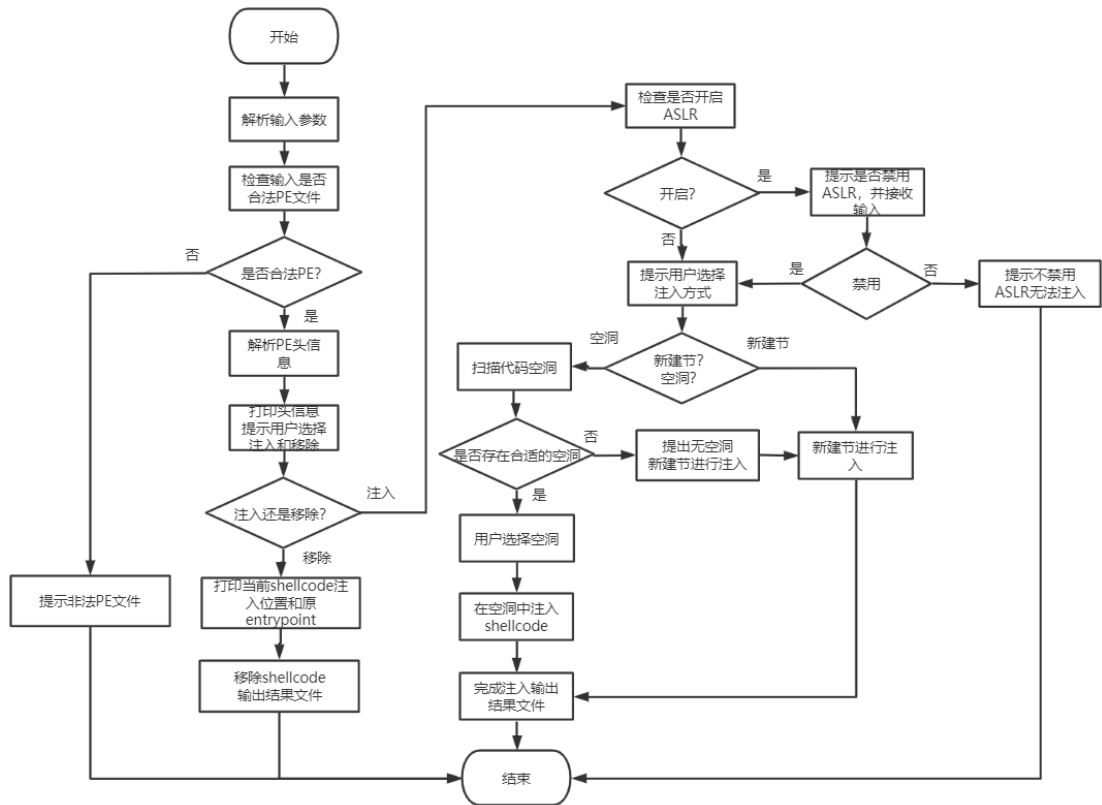 开始
解析输入参数
检查输入是否
合法PE文件
否
是否合法PE?
是
解析PE头信
息
打印头信息
提示用户选择
注入和移除
注入
注入还是移除?
移除
提示非法PE文件
打印当前shellcode注
入位置和原
entrypoint
移除shellcode
输出结果文件
检查是否开启
ASLR
开启?
是
提示是否禁用
ASLR，并接收
输入
否
提示用户选择
注入方式
是
禁用
否
提示不禁用
ASLR无法注入
空洞
新建节?
空洞?
新建节
扫描代码空洞
是否存在合适的空洞
否
提出无空洞
新建节进行注入
新建节进行注
入
是
用户选择空洞
在空洞中注入
shellcode
完成注入输出
结果文件
结束